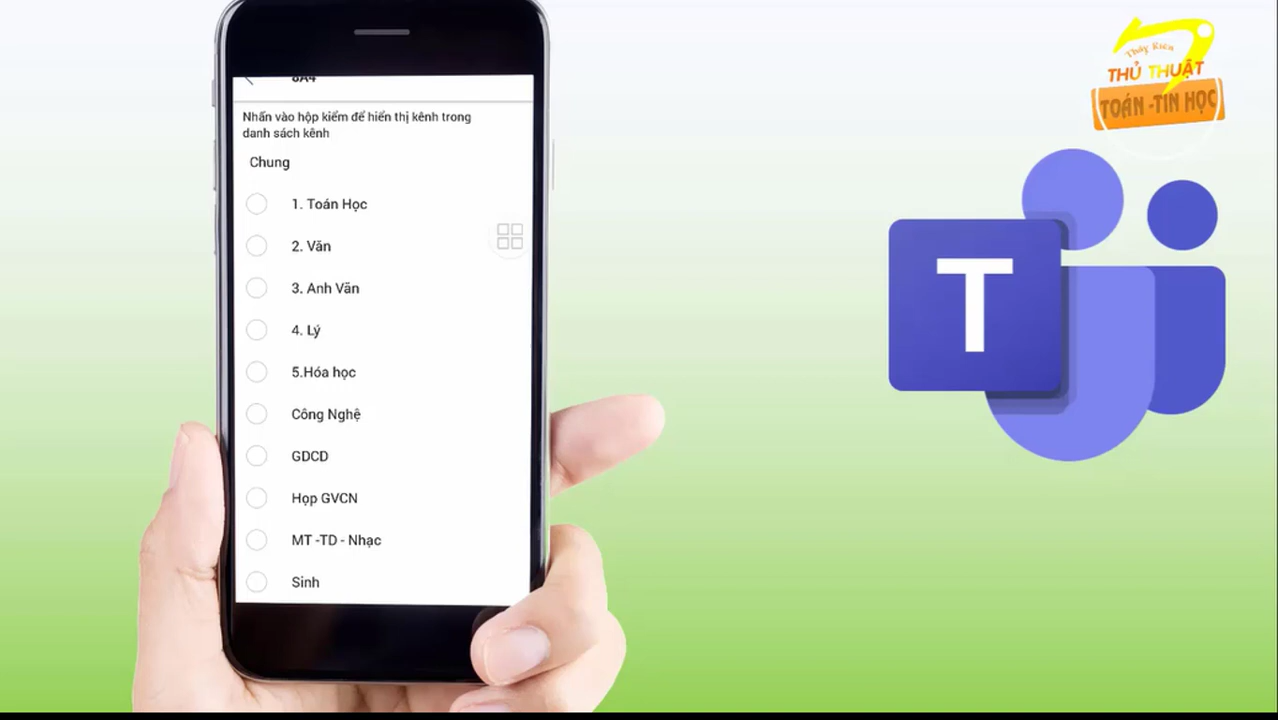 8A4
Nhấn vào hộp kiểm để hiển thị kênh trong
danh sách kênh
Chung
1. Toán Học
2. Văn
3. Anh Văn
4. Lý
5.Hóa học
Công Nghệ
GDCD
Họp GVCN
MT -TD - Nhạc
Sinh
Thầy Kiên
THỦ THUẬT
TOÁN -TIN HỌC
T